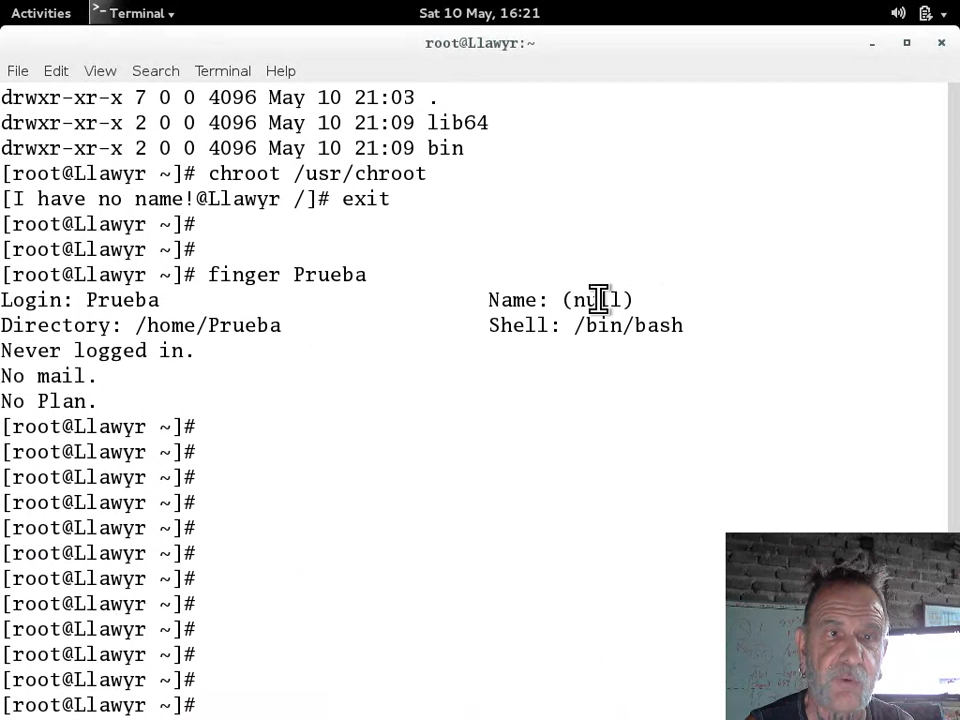 Activities Terminal Sat 10 May, 16:21
root@Llawyr:~
File Edit View Search Terminal Help
drwxr-xr-x 7 0 0 4096 May 10 21:03 .
drwxr-xr-x 2 0 0 4096 May 10 21:09 lib64
drwxr-xr-x 2 0 0 4096 May 10 21:09 bin
[root@Llawyr ~]# chroot /usr/chroot
[I have no name!@Llawyr /]# exit
[root@Llawyr ~]#
[root@Llawyr ~]#
[root@Llawyr ~]# finger Prueba
Login: Prueba Name: (null)
Directory: /home/Prueba Shell: /bin/bash
Never logged in.
No mail.
No Plan.
[root@Llawyr ~]#
[root@Llawyr ~]#
[root@Llawyr ~]#
[root@Llawyr ~]#
[root@Llawyr ~]#
[root@Llawyr ~]#
[root@Llawyr ~]#
[root@Llawyr ~]#
[root@Llawyr ~]#
[root@Llawyr ~]#
[root@Llawyr ~]#
[root@Llawyr ~]#